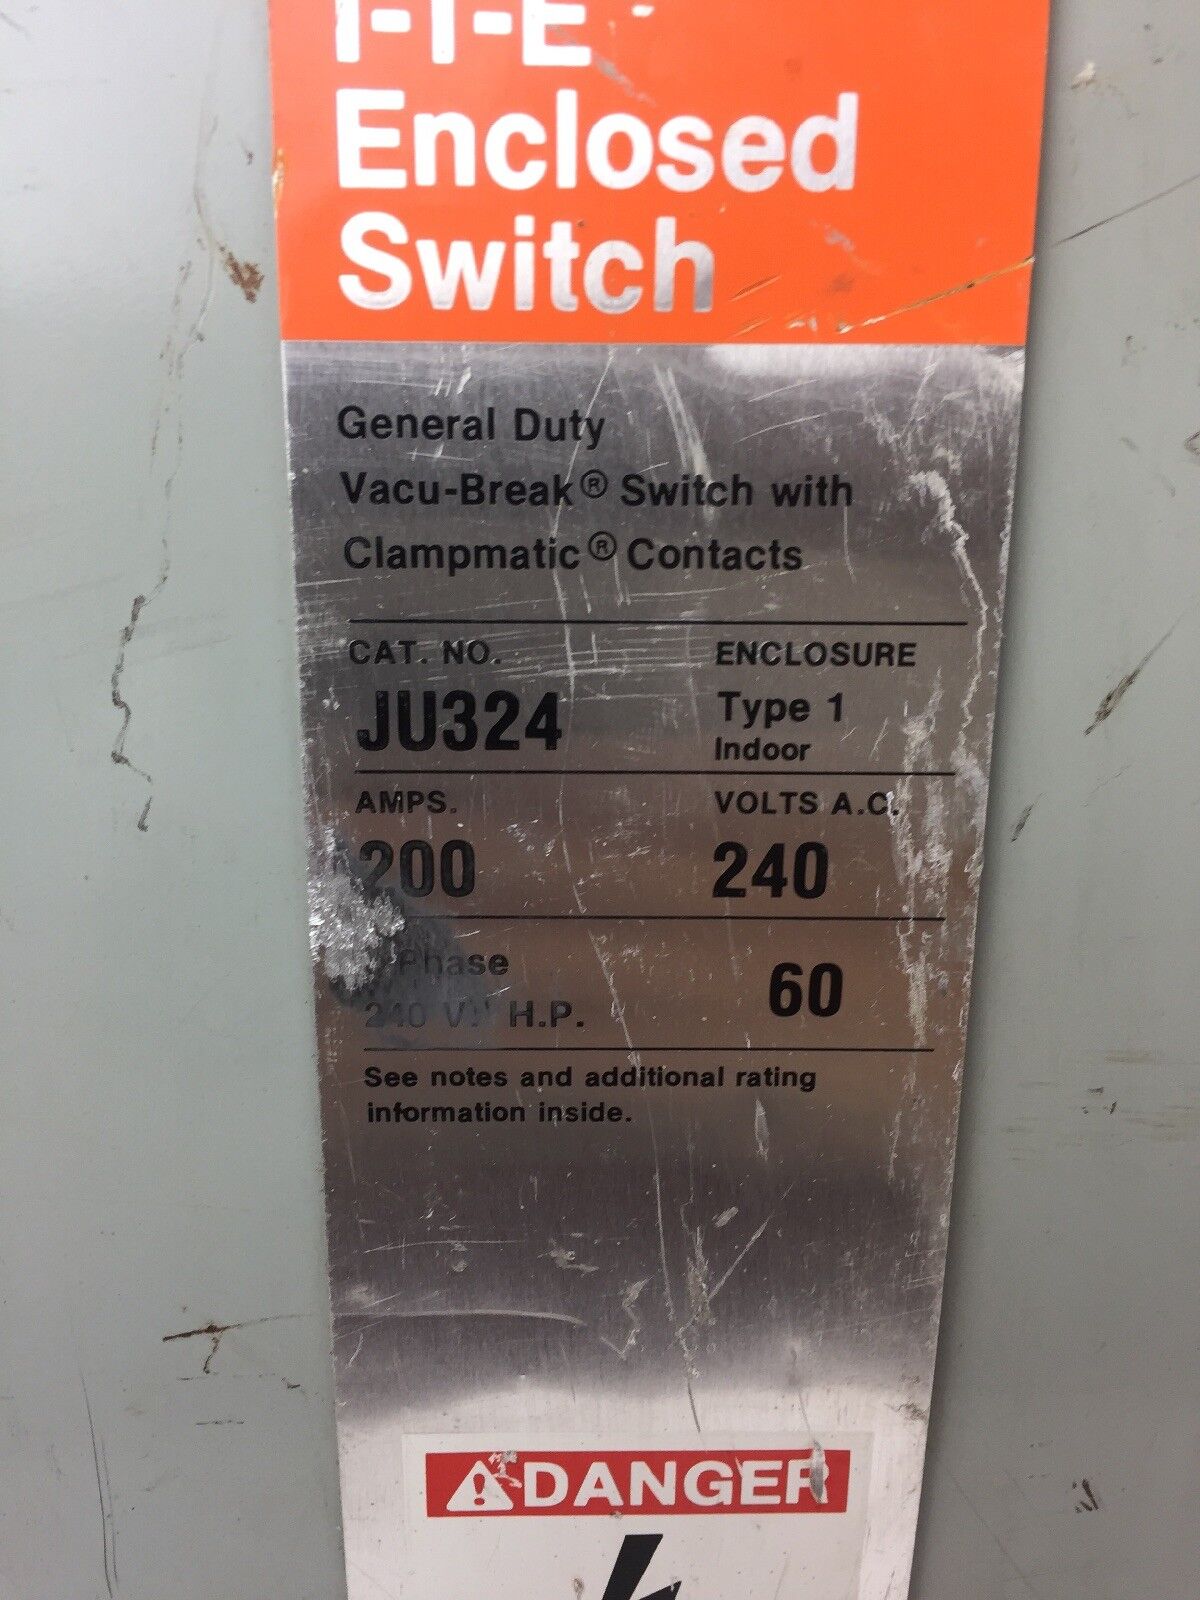 I-T-E
Enclosed
Switch
General Duty
Vacu-Break® Switch with
Clampmatic® Contacts
CAT. NO.
JU324
ENCLOSURE
Type 1
Indoor
AMPS.
200
VOLTS A.C.
240
Phase
240 V. H.P.
60
See notes and additional rating
information inside.
DANGER